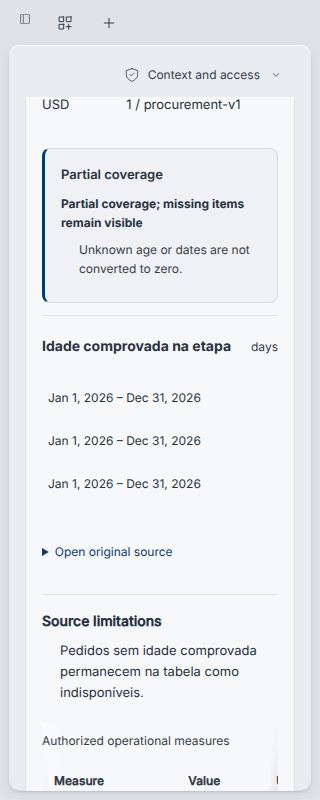 Context and access
USD 1 / procurement-v1
Partial coverage
Partial coverage; missing items
remain visible
Unknown age or dates are not
converted to zero.
Idade comprovada na etapa days
Jan 1, 2026 – Dec 31, 2026
Jan 1, 2026 – Dec 31, 2026
Jan 1, 2026 – Dec 31, 2026
Open original source
Source limitations
Pedidos sem idade comprovada
permanecem na tabela como
indisponíveis.
Authorized operational measures
Measure Value